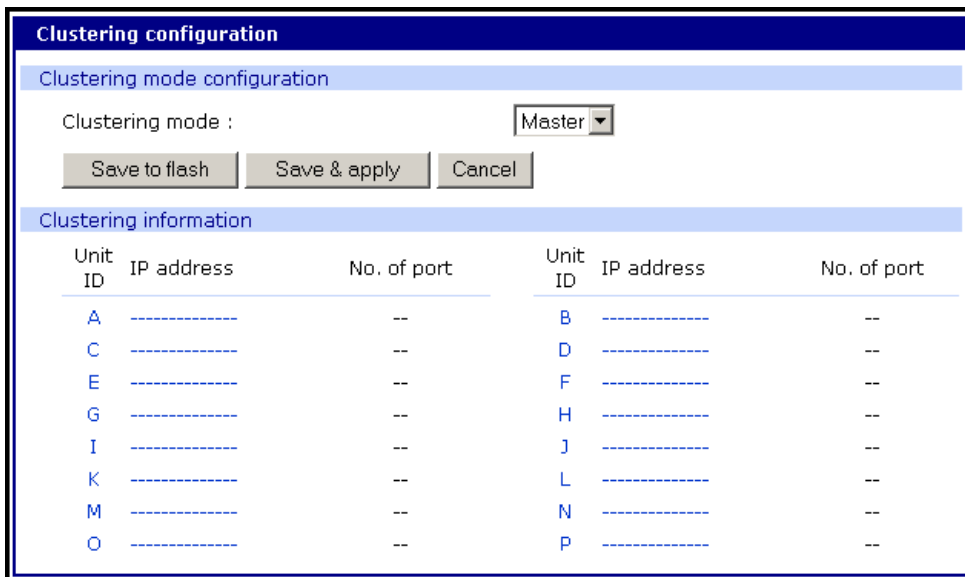 Clustering configuration
Clustering mode configuration
Clustering mode : Master
Save to flash Save & apply Cancel
Clustering information
Unit ID IP address No. of port Unit ID IP address No. of port
A -------------- -- B -------------- --
C -------------- -- D -------------- --
E -------------- -- F -------------- --
G -------------- -- H -------------- --
I -------------- -- J -------------- --
K -------------- -- L -------------- --
M -------------- -- N -------------- --
O -------------- -- P -------------- --